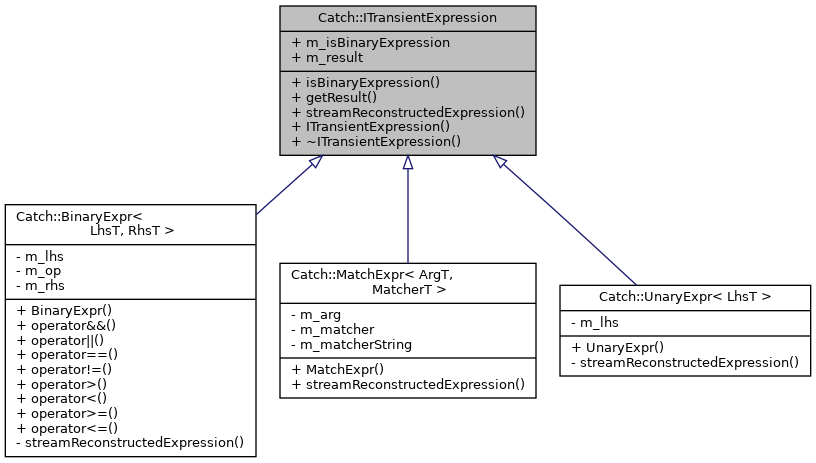 Catch::ITransientExpression
+ m_isBinaryExpression
+ m_result
+ isBinaryExpression()
+ getResult()
+ streamReconstructedExpression()
+ ITransientExpression()
+ ~ITransientExpression()
Catch::BinaryExpr<
LhsT, RhsT >
- m_lhs
- m_op
- m_rhs
+ BinaryExpr()
+ operator&&()
+ operator||()
+ operator==()
+ operator!=()
+ operator>()
+ operator<()
+ operator>=()
+ operator<=()
- streamReconstructedExpression()
Catch::MatchExpr< ArgT,
MatcherT >
- m_arg
- m_matcher
- m_matcherString
+ MatchExpr()
+ streamReconstructedExpression()
Catch::UnaryExpr< LhsT >
- m_lhs
+ UnaryExpr()
- streamReconstructedExpression()